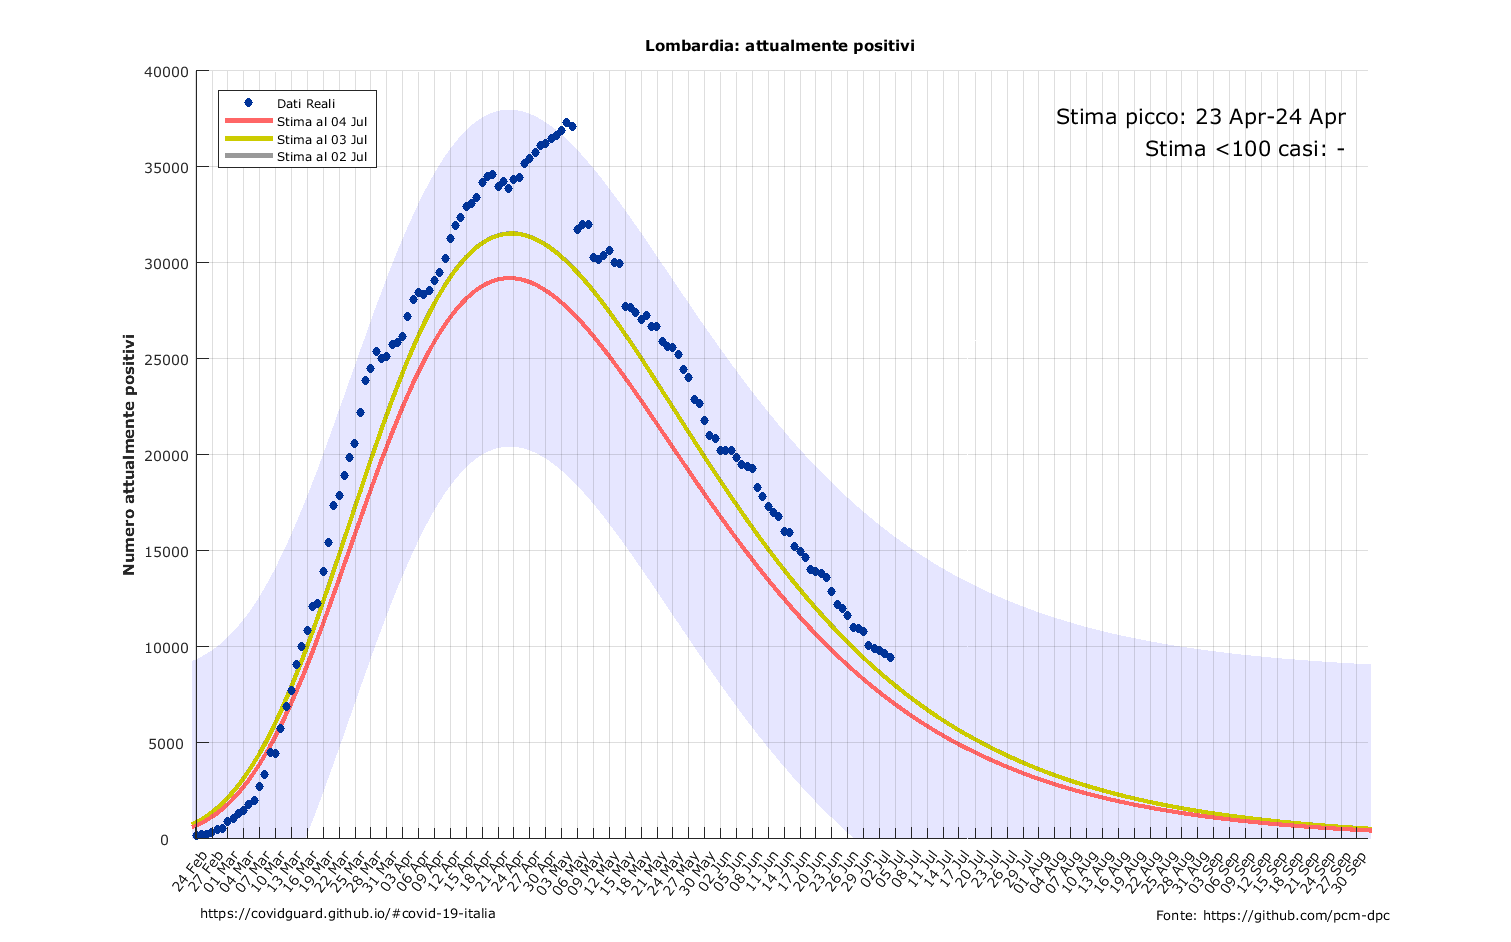 Lombardia: attualmente positivi
Stima picco: 23 Apr-24 Apr
Stima <100 casi: -
Dati Reali
Stima al 04 Jul
Stima al 03 Jul
Stima al 02 Jul
Numero attualmente positivi
40000
35000
30000
25000
20000
15000
10000
5000
0
24 Feb
27 Feb
01 Mar
04 Mar
07 Mar
10 Mar
13 Mar
16 Mar
19 Mar
22 Mar
25 Mar
28 Mar
31 Mar
03 Apr
06 Apr
09 Apr
12 Apr
15 Apr
18 Apr
21 Apr
24 Apr
27 Apr
30 Apr
03 May
06 May
09 May
12 May
15 May
18 May
21 May
24 May
27 May
30 May
02 Jun
05 Jun
08 Jun
11 Jun
14 Jun
17 Jun
20 Jun
23 Jun
26 Jun
29 Jun
02 Jul
05 Jul
08 Jul
11 Jul
14 Jul
17 Jul
20 Jul
23 Jul
26 Jul
29 Jul
01 Aug
04 Aug
07 Aug
10 Aug
13 Aug
16 Aug
19 Aug
22 Aug
25 Aug
28 Aug
31 Aug
03 Sep
06 Sep
09 Sep
12 Sep
15 Sep
18 Sep
21 Sep
24 Sep
27 Sep
30 Sep
https://covidguard.github.io/#covid-19-italia
Fonte: https://github.com/pcm-dpc